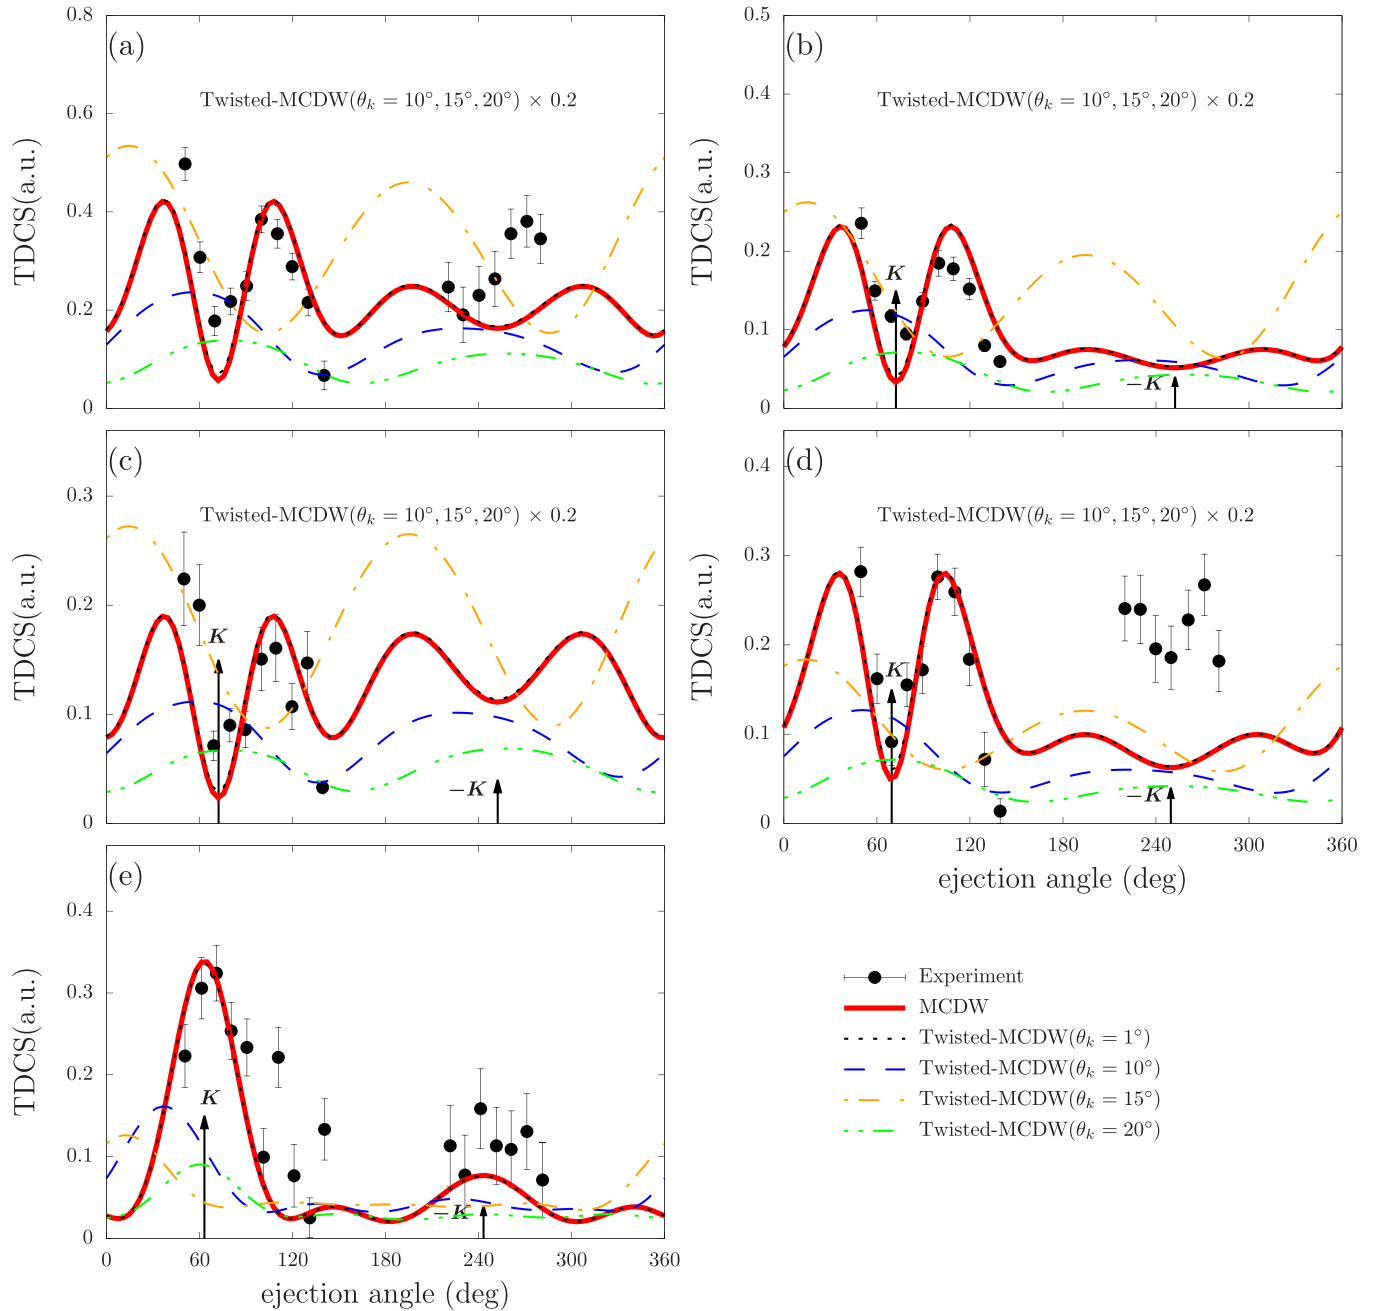 (a)
Twisted-MCDW(θk = 10°, 15°, 20°) × 0.2
TDCS(a.u.)
0.8
0.6
0.4
0.2
0
(b)
Twisted-MCDW(θk = 10°, 15°, 20°) × 0.2
TDCS(a.u.)
0.5
0.4
0.3
0.2
0.1
0
K
−K
(c)
Twisted-MCDW(θk = 10°, 15°, 20°) × 0.2
TDCS(a.u.)
0.3
0.2
0.1
0
K
−K
(d)
Twisted-MCDW(θk = 10°, 15°, 20°) × 0.2
TDCS(a.u.)
0.4
0.3
0.2
0.1
0
K
−K
0 60 120 180 240 300 360
ejection angle (deg)
(e)
TDCS(a.u.)
0.4
0.3
0.2
0.1
0
K
−K
0 60 120 180 240 300 360
ejection angle (deg)
Experiment
MCDW
Twisted-MCDW(θk = 1°)
Twisted-MCDW(θk = 10°)
Twisted-MCDW(θk = 15°)
Twisted-MCDW(θk = 20°)